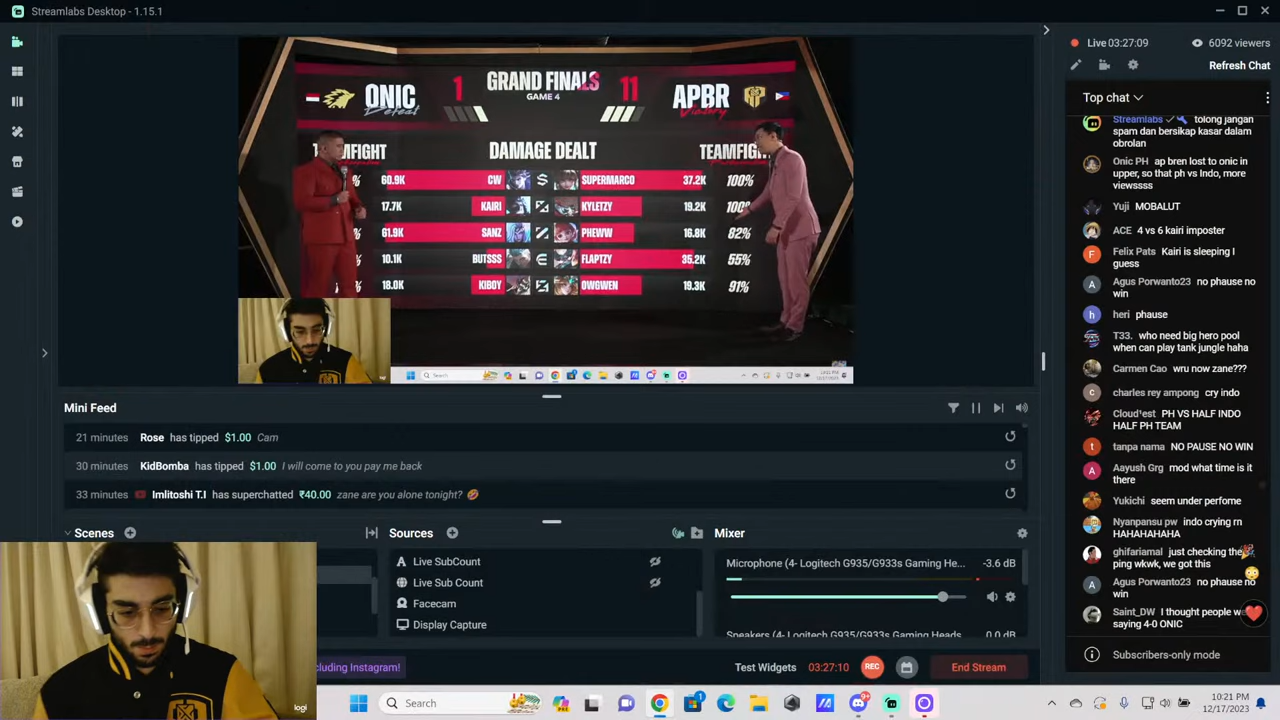 Streamlabs Desktop - 1.15.1
Live 03:27:09
6092 viewers
Refresh Chat
Top chat
ONIC
Defeat
1
GRAND FINALS
GAME 4
11
APBR
Victory
DAMAGE DEALT
60.9K CW SUPERMARCO 37.2K 100%
17.7K KAIRI KYLETZY 19.2K
61.9K SANZ PHEWW 16.8K 82%
10.1K BUTSSS FLAPTZY 35.2K 55%
18.0K KIBOY OWGWEN 19.3K 91%
Search
Streamlabs tolong jangan
spam dan bersikap kasar dalam
obrolan
Onic PH ap bren lost to onic in
upper, so that ph vs Indo, more
viewssss
Yuji MOBALUT
ACE 4 vs 6 kairi imposter
Felix Pats Kairi is sleeping I
guess
Agus Porwanto23 no phause no
win
heri phause
T33. who need big hero pool
when can play tank jungle haha
Carmen Cao wru now zane???
charles rey ampong cry indo
Cloud¹est PH VS HALF INDO
HALF PH TEAM
tanpa nama NO PAUSE NO WIN
Aayush Grg mod what time is it
there
Yukichi seem under perfome
Nyanpansu pw indo crying rn
HAHAHAHAHA
ghifariamal just checking the
ping wkwk, we got this
Agus Porwanto23 no phause no
win
Saint_DW I thought people we
saying 4-0 ONIC
Subscribers-only mode
Mini Feed
21 minutes Rose has tipped $1.00 Cam
30 minutes KidBomba has tipped $1.00 I will come to you pay me back
33 minutes Imlitoshi T.I has superchatted ₹40.00 zane are you alone tonight?
Scenes
Sources
Mixer
Live SubCount
Live Sub Count
Facecam
Display Capture
Microphone (4- Logitech G935/G933s Gaming He... -3.6 dB
Speakers (4- Logitech G935/G933s Gaming Heads... 0.0 dB
cluding Instagram!
Test Widgets
03:27:10
REC
End Stream
logi
Search
10:21 PM
12/17/2023